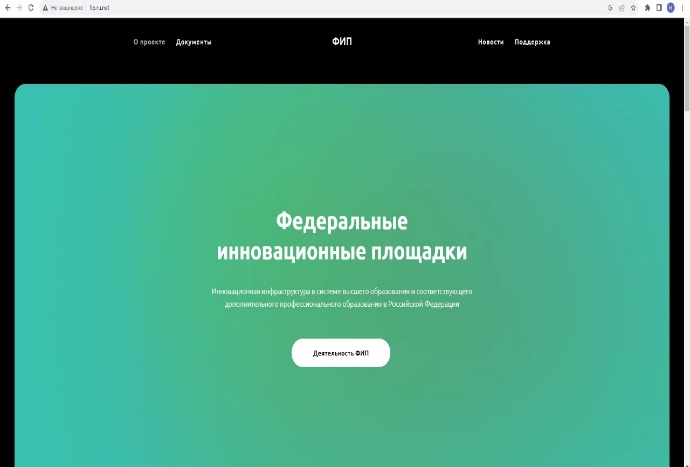 Не защищено
О проекте
Документы
ФИП
Новости
Поддержка
Федеральные
инновационные площадки
Инновационная инфраструктура в системе высшего образования и соответствующего
дополнительного профессионального образования в Российской Федерации
Деятельность ФИП